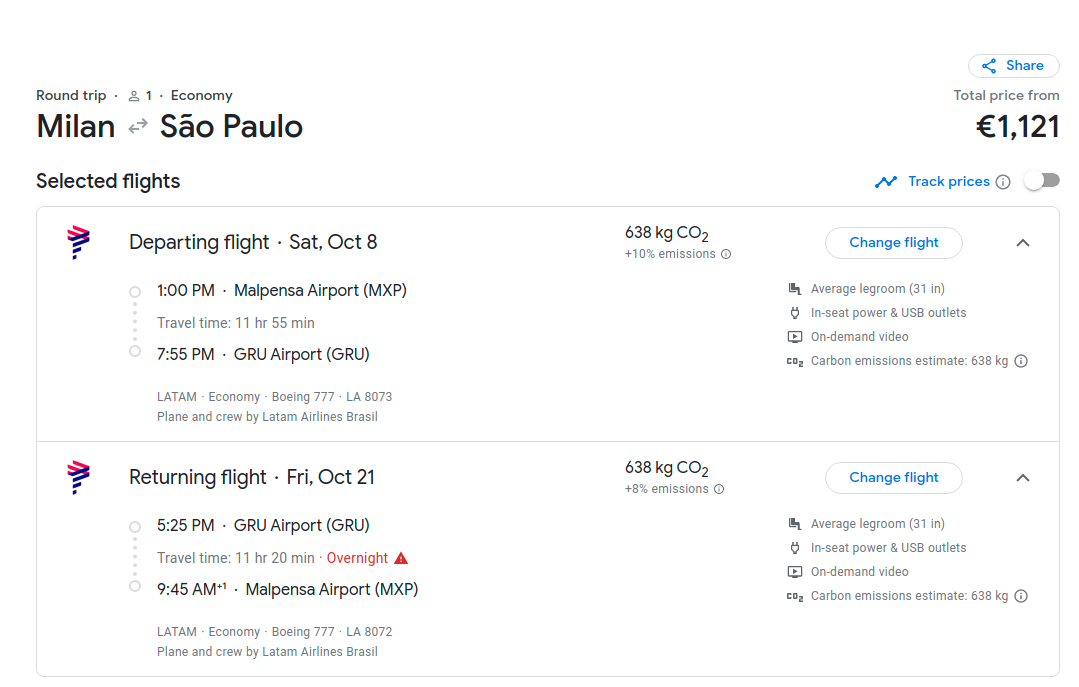 Share
Round trip · 1 · Economy
Total price from
Milan São Paulo
€1,121
Selected flights
Track prices
Departing flight · Sat, Oct 8
638 kg CO2
+10% emissions
Change flight
1:00 PM · Malpensa Airport (MXP)
Travel time: 11 hr 55 min
7:55 PM · GRU Airport (GRU)
LATAM · Economy · Boeing 777 · LA 8073
Plane and crew by Latam Airlines Brasil
Average legroom (31 in)
In-seat power & USB outlets
On-demand video
CO2 Carbon emissions estimate: 638 kg
Returning flight · Fri, Oct 21
638 kg CO2
+8% emissions
Change flight
5:25 PM · GRU Airport (GRU)
Travel time: 11 hr 20 min · Overnight
9:45 AM+1 · Malpensa Airport (MXP)
LATAM · Economy · Boeing 777 · LA 8072
Plane and crew by Latam Airlines Brasil
Average legroom (31 in)
In-seat power & USB outlets
On-demand video
CO2 Carbon emissions estimate: 638 kg